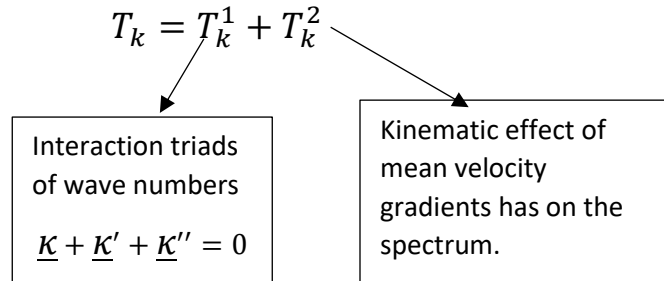 T_k = T_k^1 + T_k^2
Interaction triads
of wave numbers
κ + κ′ + κ′′ = 0
Kinematic effect of
mean velocity
gradients has on the
spectrum.